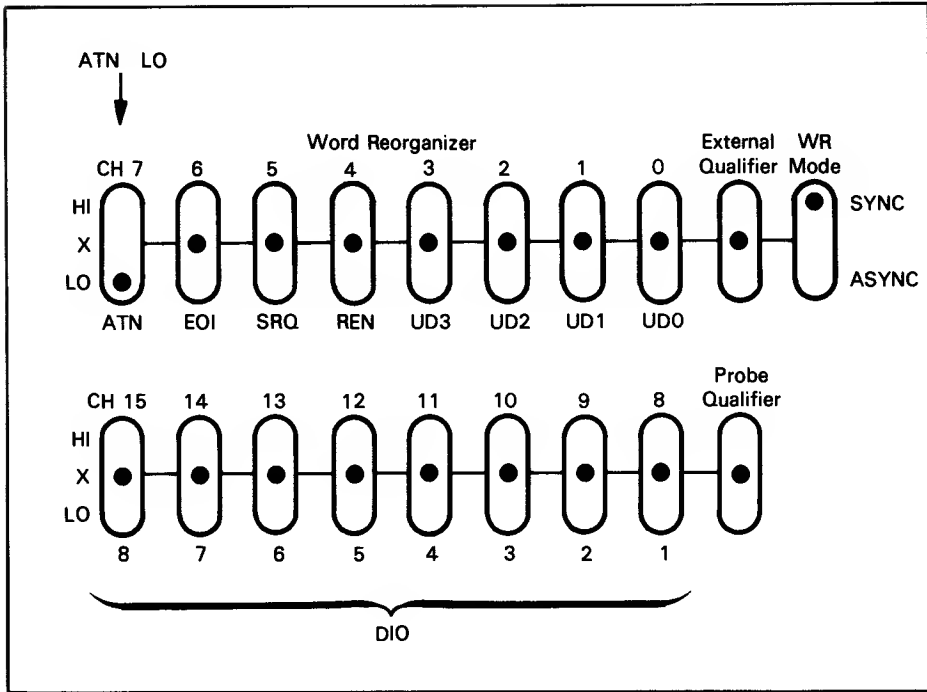 ATN LO
Word Reorganizer
External Qualifier
WR Mode
CH 7 6 5 4 3 2 1 0
HI
X
LO
SYNC
ASYNC
ATN EOI SRQ REN UD3 UD2 UD1 UD0
Probe Qualifier
CH 15 14 13 12 11 10 9 8
HI
X
LO
8 7 6 5 4 3 2 1
DIO